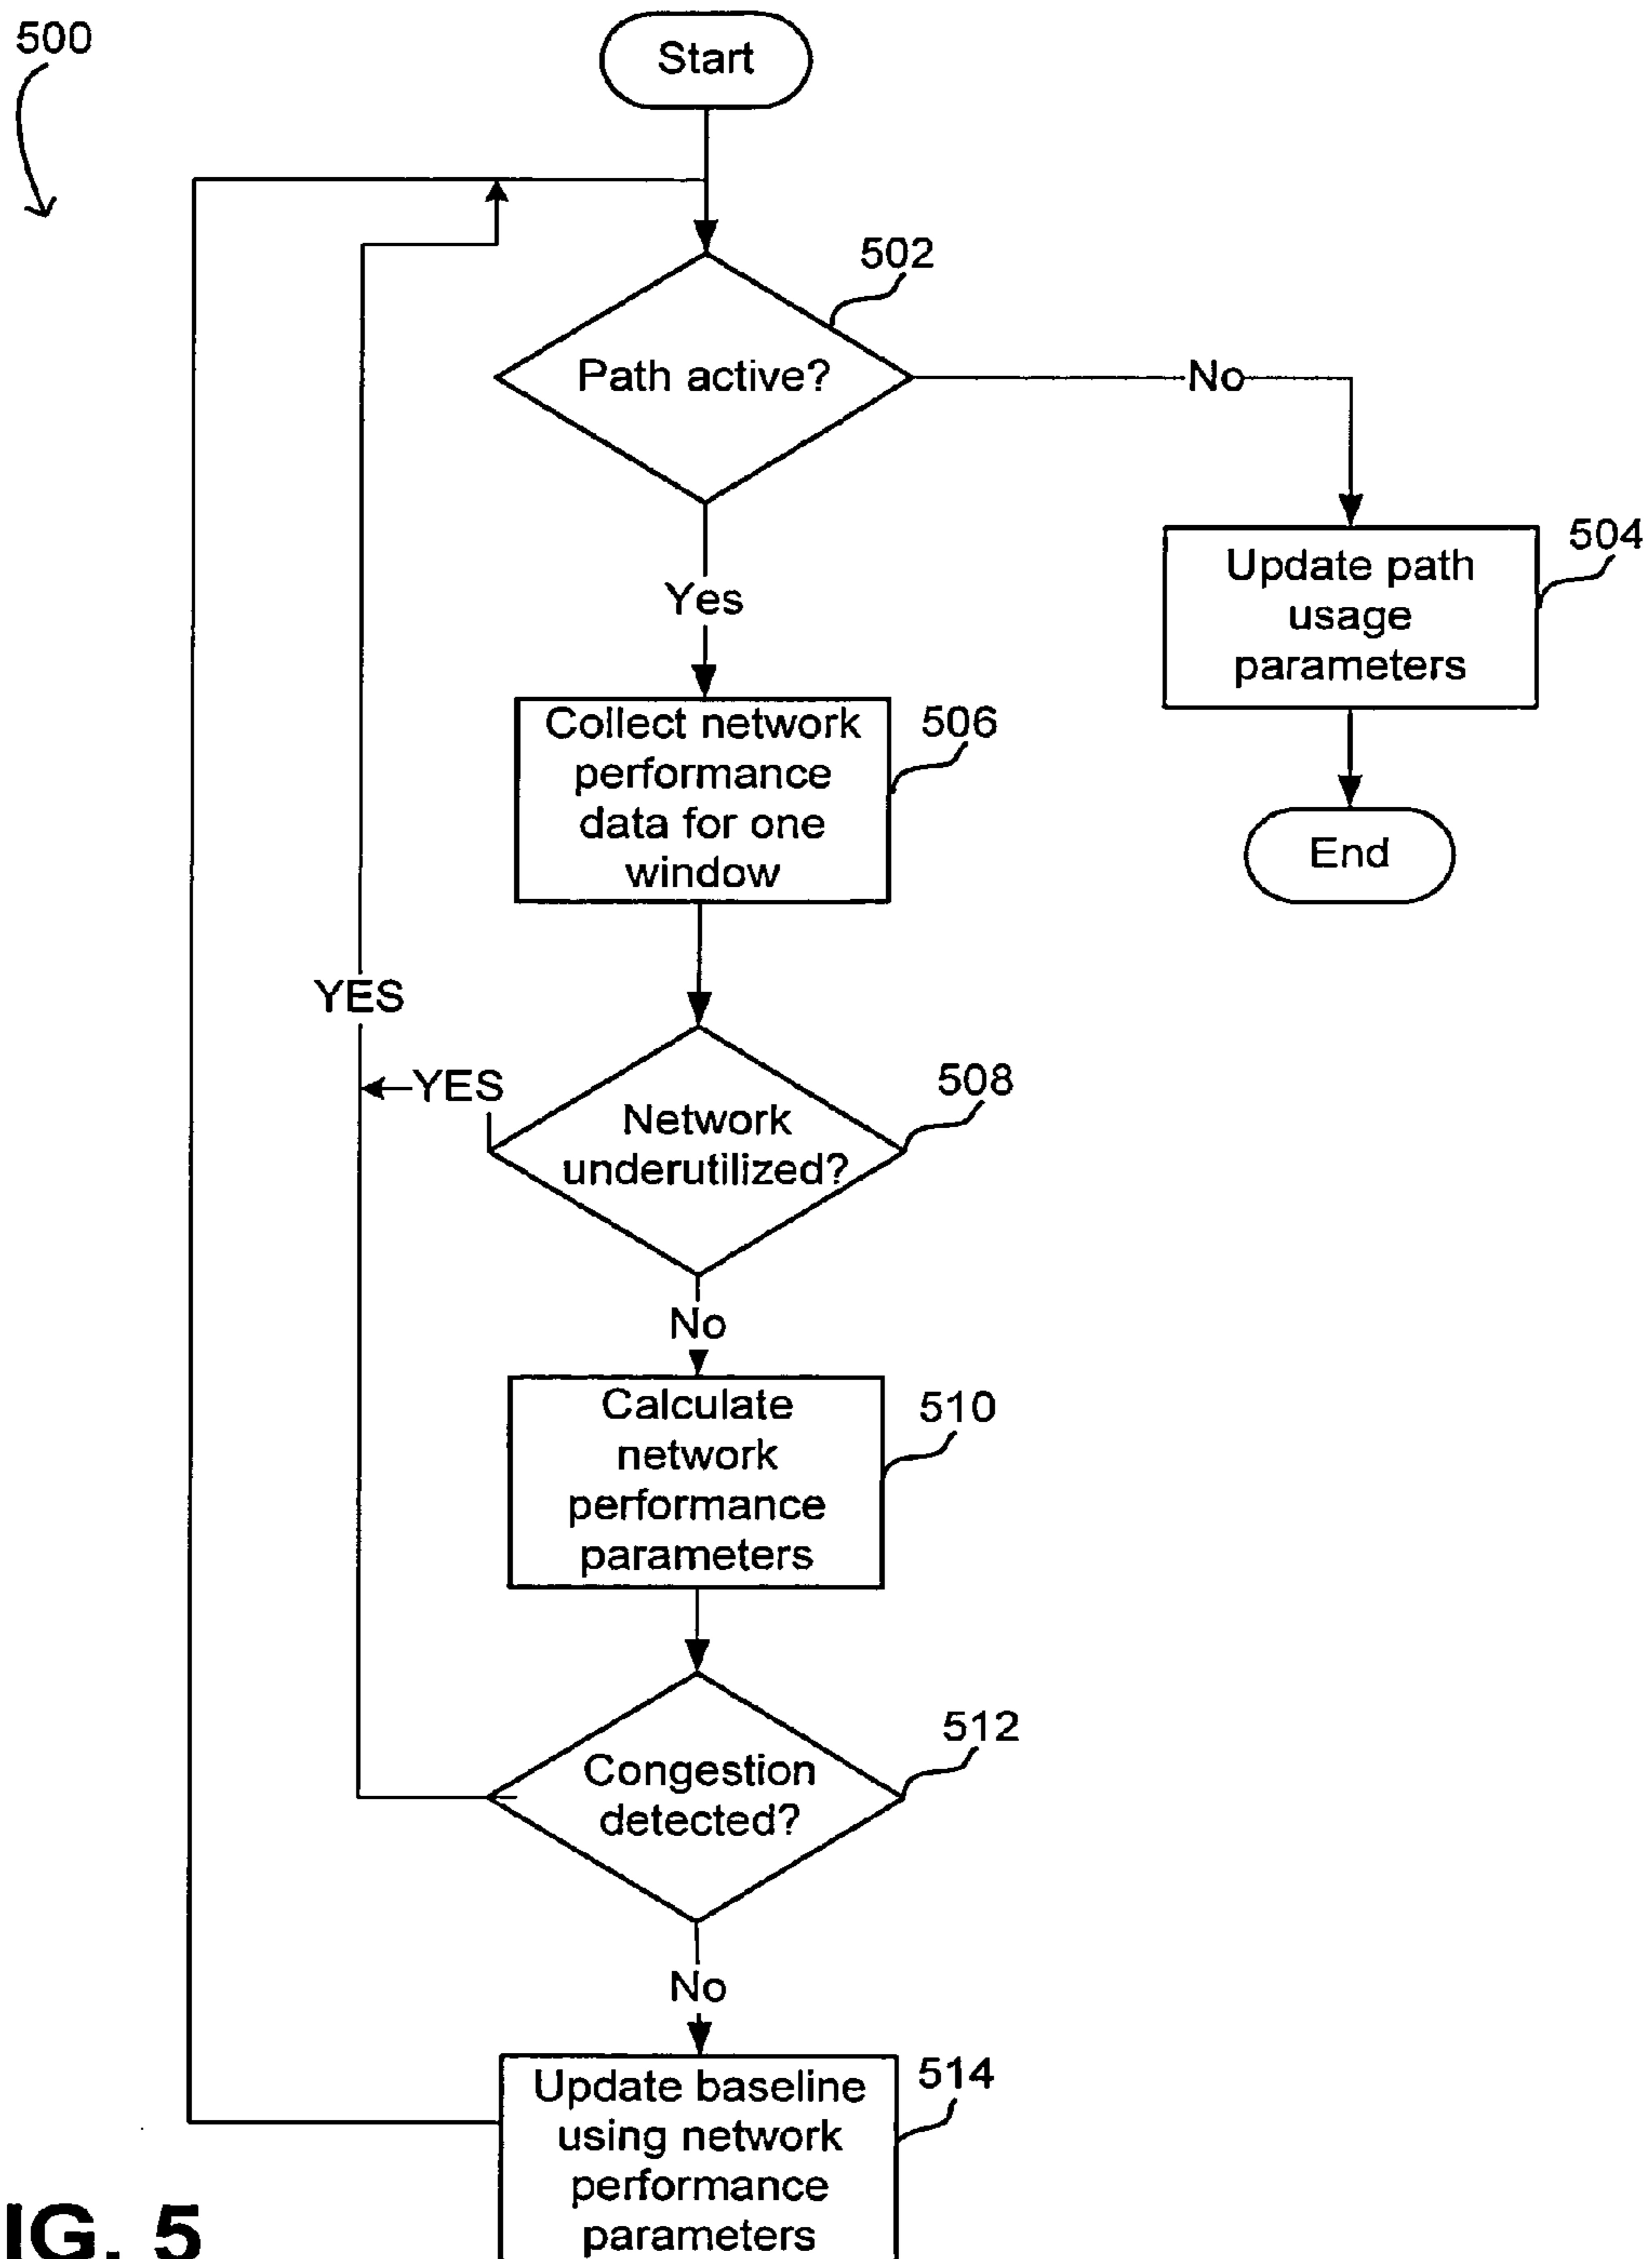 500
Start
502
Path active?
No
504
Update path
usage
parameters
Yes
End
Collect network
performance
data for one
window
506
YES
YES
508
Network
underutilized?
No
Calculate
network
performance
parameters
510
512
Congestion
detected?
No
Update baseline
using network
performance
parameters
514
IG. 5